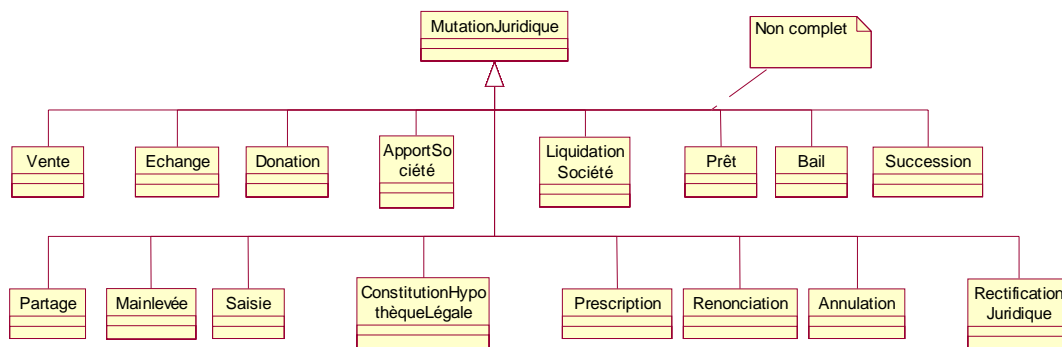 MutationJuridique
Non complet
Vente
Echange
Donation
ApportSo
ciété
Liquidation
Société
Prêt
Bail
Succession
Partage
Mainlevée
Saisie
ConstitutionHypo
thèqueLégale
Prescription
Renonciation
Annulation
Rectification
Juridique